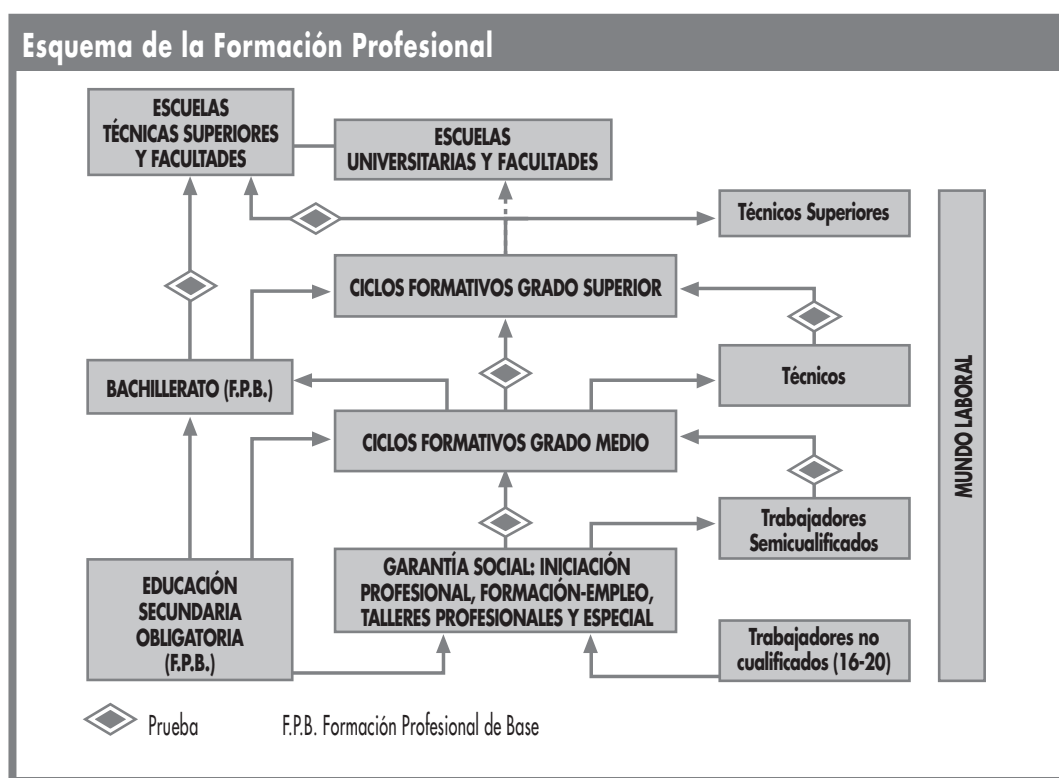 Esquema de la Formación Profesional
ESCUELAS
TÉCNICAS SUPERIORES
Y FACULTADES
ESCUELAS
UNIVERSITARIAS Y FACULTADES
Técnicos Superiores
CICLOS FORMATIVOS GRADO SUPERIOR
BACHILLERATO (F.P.B.)
Técnicos
CICLOS FORMATIVOS GRADO MEDIO
MUNDO LABORAL
Trabajadores
Semicualificados
GARANTÍA SOCIAL: INICIACIÓN
PROFESIONAL, FORMACIÓN-EMPLEO,
TALLERES PROFESIONALES Y ESPECIAL
EDUCACIÓN
SECUNDARIA
OBLIGATORIA
(F.P.B.)
Trabajadores no
cualificados (16-20)
Prueba
F.P.B. Formación Profesional de Base